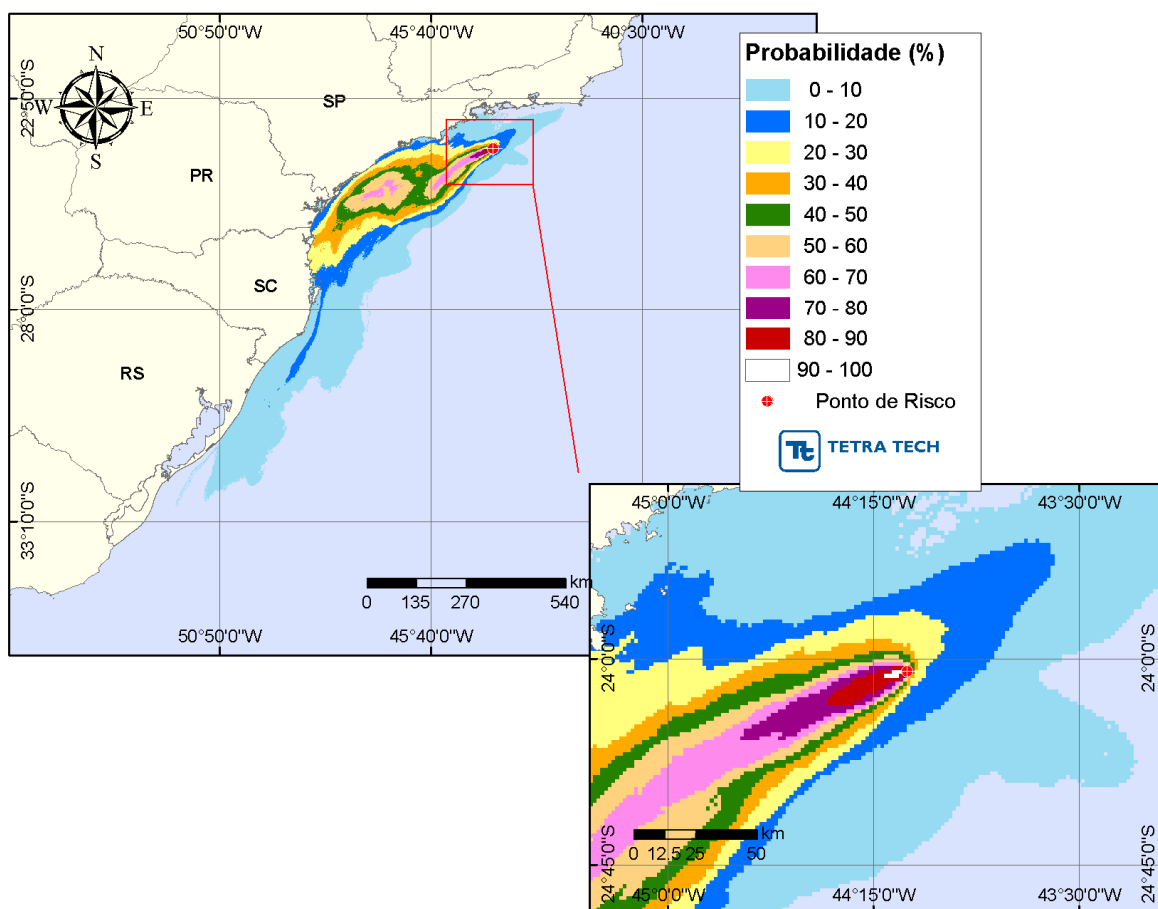 50°50'0"W 45°40'0"W 40°30'0"W
22°50'0"S
28°0'0"S
33°10'0"S
N
W E
S
SP
PR
SC
RS
km
0 135 270 540
50°50'0"W 45°40'0"W
Probabilidade (%)
0 - 10
10 - 20
20 - 30
30 - 40
40 - 50
50 - 60
60 - 70
70 - 80
80 - 90
90 - 100
Ponto de Risco
Tt TETRA TECH
45°0'0"W 44°15'0"W 43°30'0"W
24°0'0"S 24°0'0"S
km
0 12.5 25 50
24°45'0"S 24°45'0"S
45°0'0"W 44°15'0"W 43°30'0"W